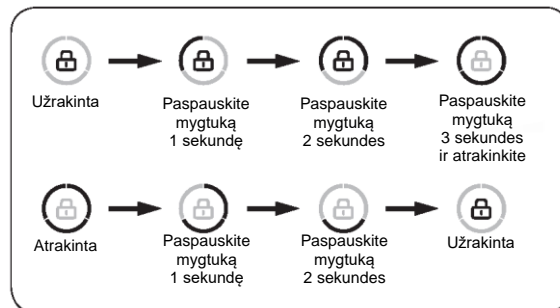 Užrakinta
Paspauskite
mygtuką
1 sekundę
Paspauskite
mygtuką
2 sekundes
Paspauskite
mygtuką
3 sekundes
ir atrakinkite
Atrakinta
Paspauskite
mygtuką
1 sekundę
Paspauskite
mygtuką
2 sekundes
Užrakinta